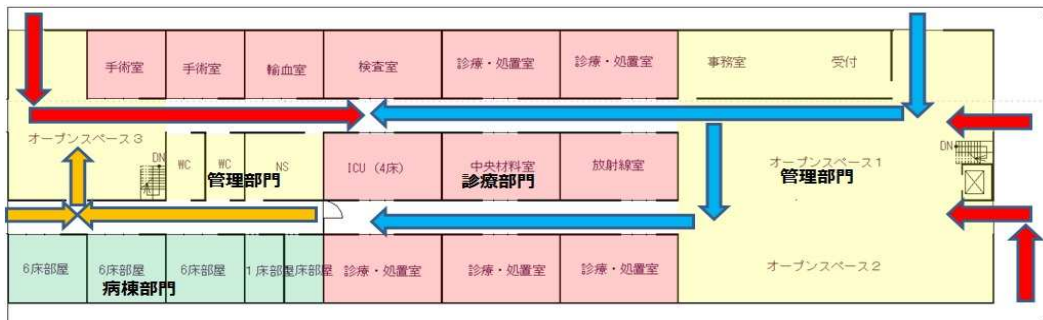 手術室
手術室
輸血室
検査室
診療・処置室
診療・処置室
事務室
受付
オープンスペース3
DN
WC
WC
NS
管理部門
ICU (4床)
中央材料室
診療部門
放射線室
オープンスペース1
管理部門
DN
6床部屋
6床部屋
6床部屋
1床部屋
1床部屋
診療・処置室
診療・処置室
診療・処置室
オープンスペース2
病棟部門